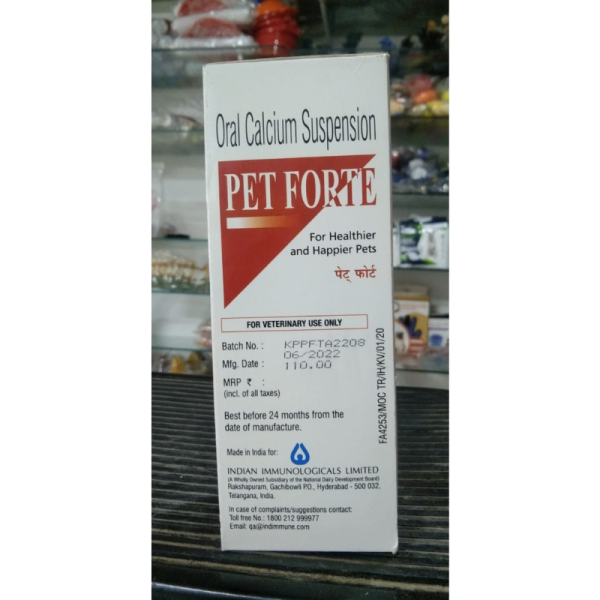 Oral Calcium Suspension
PET FORTE
For Healthier
and Happier Pets
पेट् फोर्ट
FOR VETERINARY USE ONLY
Batch No. : KPPFTA2208
Mfg. Date : 06/2022
110.00
MRP ₹ :
(incl. of all taxes)
Best before 24 months from the
date of manufacture.
Made in India for:
INDIAN IMMUNOLOGICALS LIMITED
(A Wholly Owned Subsidiary of the National Dairy Development Board)
Rakshapuram, Gachibowli P.O., Hyderabad - 500 032,
Telangana, India.
In case of complaints/suggestions contact:
Toll free No.: 1800 212 999977
Email: qa@indimmune.com
FA4253/MOC TR/IH/KV/01/20